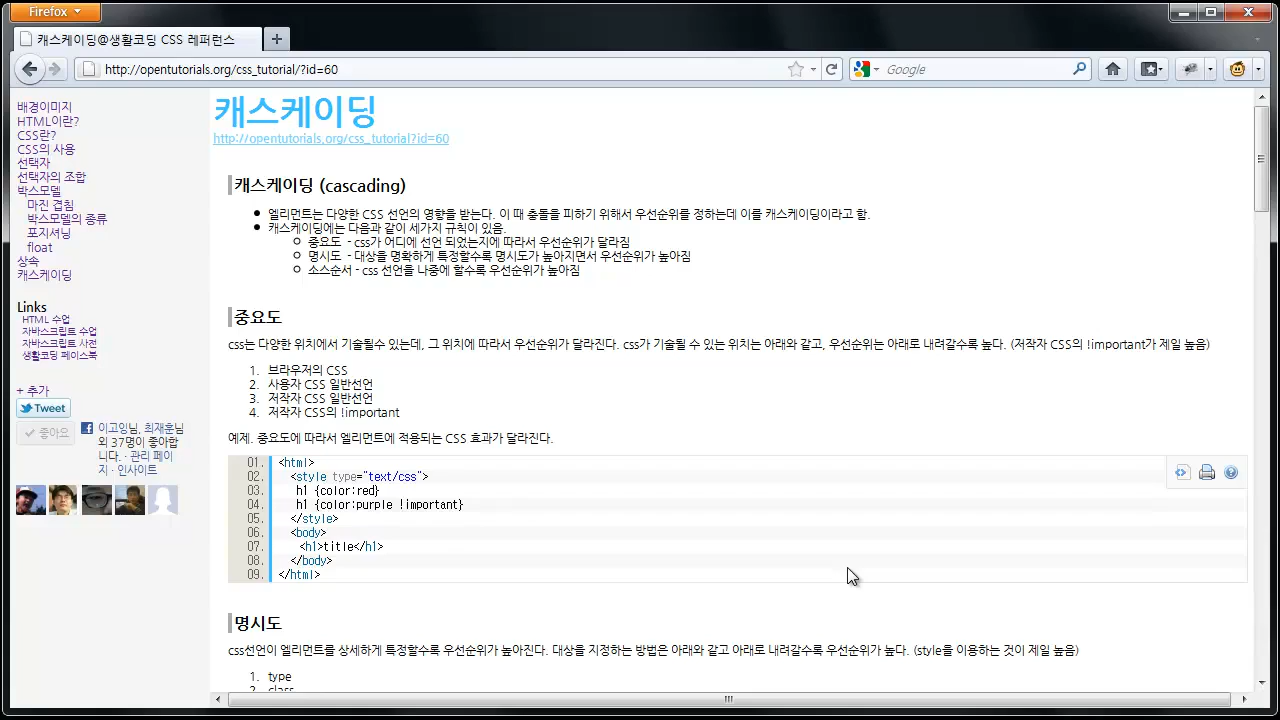 Firefox
캐스케이딩@생활코딩 CSS 레퍼런스
http://opentutorials.org/css_tutorial/?id=60
Google
배경이미지
HTML이란?
CSS란?
CSS의 사용
선택자
선택자의 조합
박스모델
마진 겹침
박스모델의 종류
포지셔닝
float
상속
캐스케이딩
Links
HTML 수업
자바스크립트 수업
자바스크립트 사전
생활코딩 페이스북
+ 추가
Tweet
좋아요
이고잉님, 최재훈님
외 37명이 좋아합
니다. · 관리 페이
지 · 인사이트
캐스케이딩
http://opentutorials.org/css_tutorial?id=60
캐스케이딩 (cascading)
엘리먼트는 다양한 CSS 선언의 영향을 받는다. 이 때 충돌을 피하기 위해서 우선순위를 정하는데 이를 캐스케이딩이라고 함.
캐스케이딩에는 다음과 같이 세가지 규칙이 있음.
중요도 - css가 어디에 선언 되었는지에 따라서 우선순위가 달라짐
명시도 - 대상을 명확하게 특정할수록 명시도가 높아지면서 우선순위가 높아짐
소스순서 - css 선언을 나중에 할수록 우선순위가 높아짐
중요도
css는 다양한 위치에서 기술될수 있는데, 그 위치에 따라서 우선순위가 달라진다. css가 기술될 수 있는 위치는 아래와 같고, 우선순위는 아래로 내려갈수록 높다. (저작자 CSS의 !important가 제일 높음)
1. 브라우저의 CSS
2. 사용자 CSS 일반선언
3. 저작자 CSS 일반선언
4. 저작자 CSS의 !important
예제. 중요도에 따라서 엘리먼트에 적용되는 CSS 효과가 달라진다.
01. <html>
02. <style type="text/css">
03. h1 {color:red}
04. h1 {color:purple !important}
05. </style>
06. <body>
07. <h1>title</h1>
08. </body>
09. </html>
명시도
css선언이 엘리먼트를 상세하게 특정할수록 우선순위가 높아진다. 대상을 지정하는 방법은 아래와 같고 아래로 내려갈수록 우선순위가 높다. (style을 이용하는 것이 제일 높음)
1. type
2. class